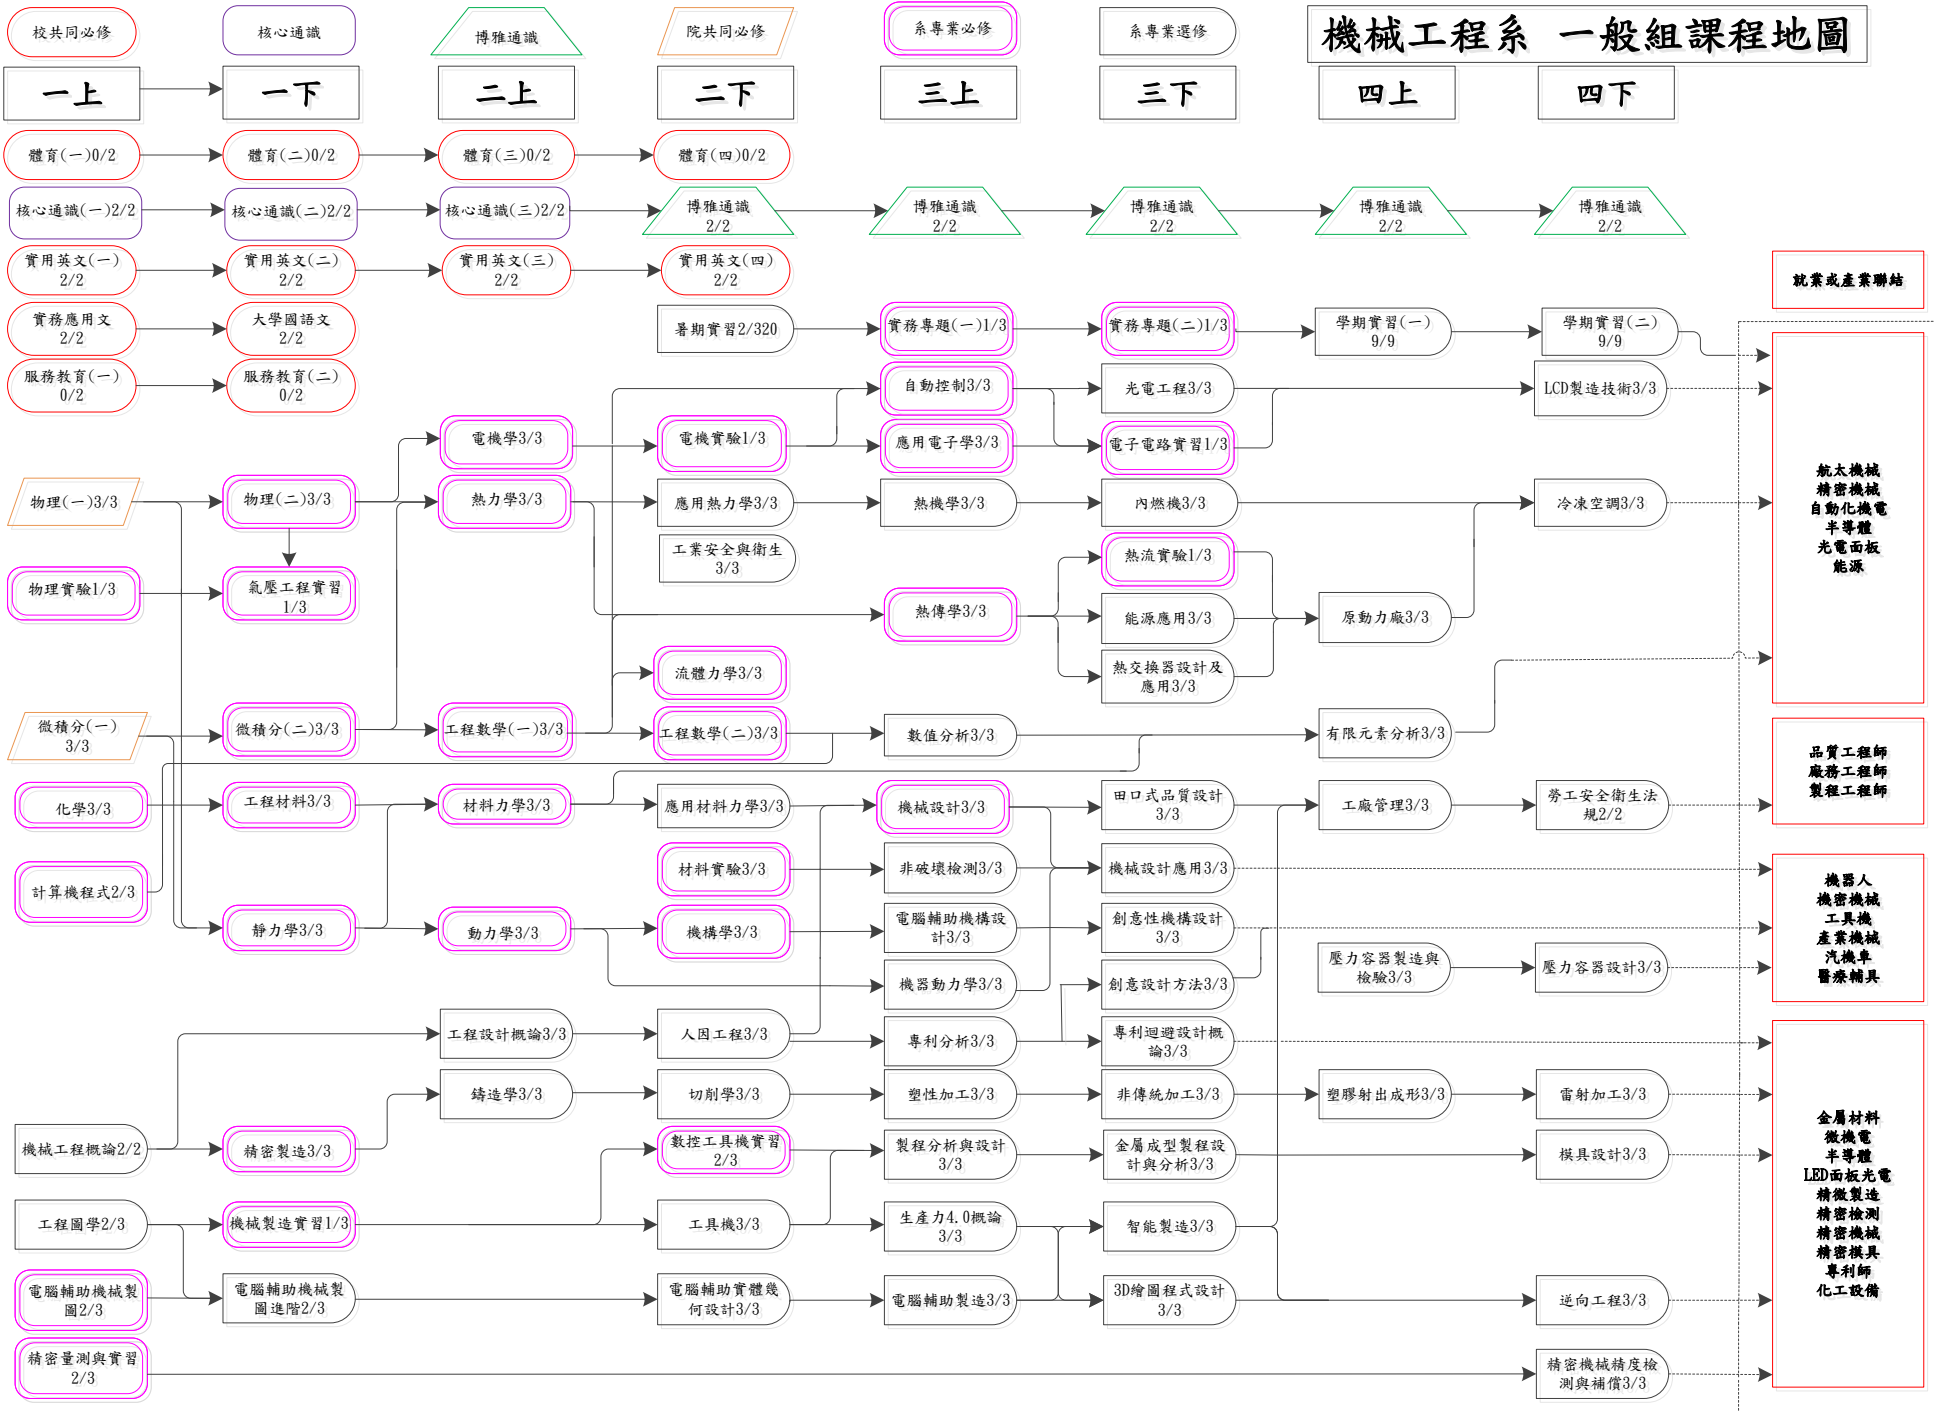 校共同必修
核心通識
博雅通識
院共同必修
系專業必修
系專業選修
機械工程系 一般組課程地圖
一上
一下
二上
二下
三上
三下
四上
四下
體育(一)0/2
體育(二)0/2
體育(三)0/2
體育(四)0/2
核心通識(一)2/2
核心通識(二)2/2
核心通識(三)2/2
博雅通識
2/2
博雅通識
2/2
博雅通識
2/2
博雅通識
2/2
博雅通識
2/2
實用英文(一)
2/2
實用英文(二)
2/2
實用英文(三)
2/2
實用英文(四)
2/2
就業或產業聯結
實務應用文
2/2
大學國語文
2/2
暑期實習2/320
實務專題(一)1/3
實務專題(二)1/3
學期實習(一)
9/9
學期實習(二)
9/9
服務教育(一)
0/2
服務教育(二)
0/2
自動控制3/3
光電工程3/3
LCD製造技術3/3
電機學3/3
電機實驗1/3
應用電子學3/3
電子電路實習1/3
物理(一)3/3
物理(二)3/3
熱力學3/3
應用熱力學3/3
熱機學3/3
內燃機3/3
冷凍空調3/3
航太機械
精密機械
自動化機電
半導體
光電面板
能源
工業安全與衛生
3/3
熱流實驗1/3
物理實驗1/3
氣壓工程實習
1/3
熱傳學3/3
能源應用3/3
原動力廠3/3
流體力學3/3
熱交換器設計及
應用3/3
微積分(一)
3/3
微積分(二)3/3
工程數學(一)3/3
工程數學(二)3/3
數值分析3/3
有限元素分析3/3
品質工程師
廠務工程師
製程工程師
化學3/3
工程材料3/3
材料力學3/3
應用材料力學3/3
機械設計3/3
田口式品質設計
3/3
工廠管理3/3
勞工安全衛生法
規2/2
計算機程式2/3
材料實驗3/3
非破壞檢測3/3
機械設計應用3/3
機器人
機密機械
工具機
產業機械
汽機車
醫療輔具
靜力學3/3
動力學3/3
機構學3/3
電腦輔助機構設
計3/3
創意性機構設計
3/3
機器動力學3/3
創意設計方法3/3
壓力容器製造與
檢驗3/3
壓力容器設計3/3
工程設計概論3/3
人因工程3/3
專利分析3/3
專利迴避設計概
論3/3
鑄造學3/3
切削學3/3
塑性加工3/3
非傳統加工3/3
塑膠射出成形3/3
雷射加工3/3
機械工程概論2/2
精密製造3/3
數控工具機實習
2/3
製程分析與設計
3/3
金屬成型製程設
計與分析3/3
模具設計3/3
金屬材料
微機電
半導體
LED面板光電
精微製造
精密檢測
精密機械
精密模具
專利師
化工設備
工程圖學2/3
機械製造實習1/3
工具機3/3
生產力4.0概論
3/3
智能製造3/3
電腦輔助機械製
圖2/3
電腦輔助機械製
圖進階2/3
電腦輔助實體幾
何設計3/3
電腦輔助製造3/3
3D繪圖程式設計
3/3
逆向工程3/3
精密量測與實習
2/3
精密機械精度檢
測與補償3/3